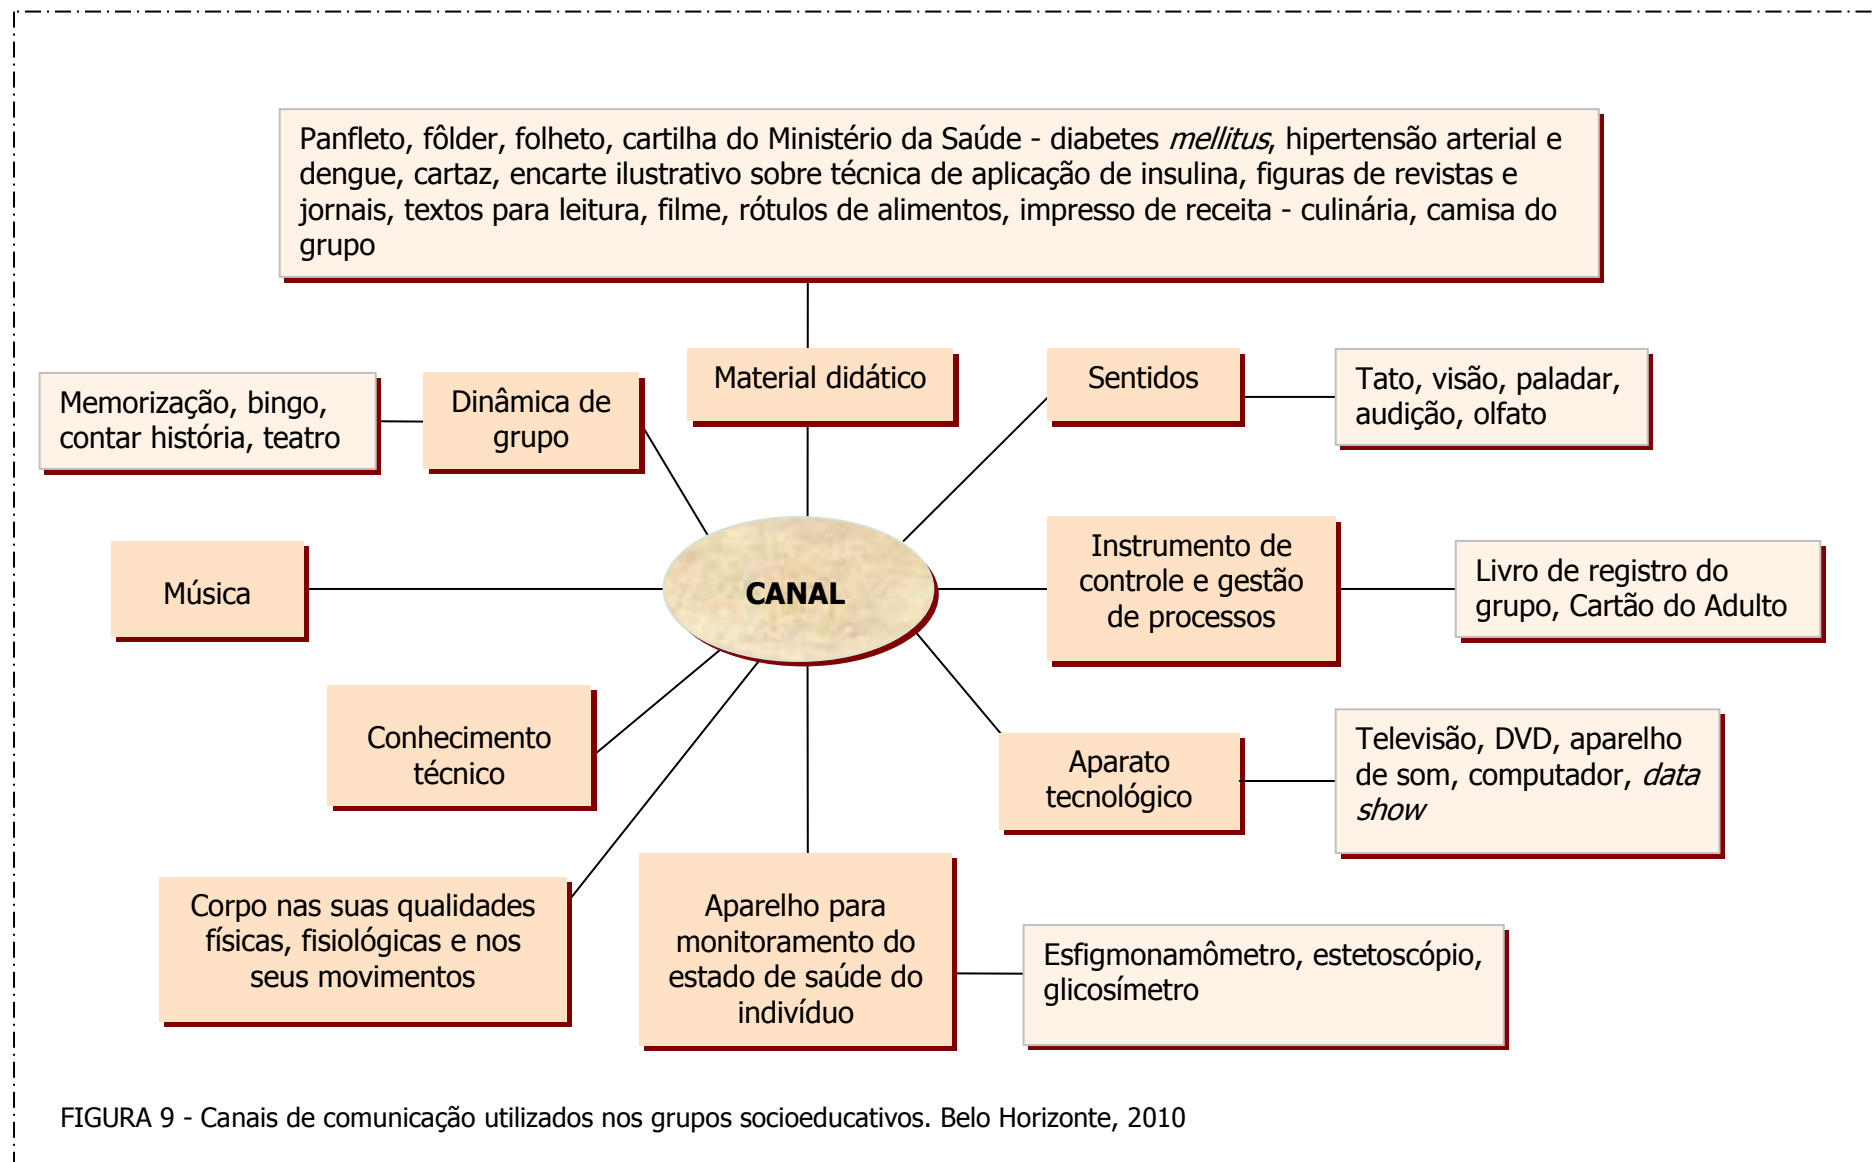 Panfleto, fôlder, folheto, cartilha do Ministério da Saúde - diabetes mellitus, hipertensão arterial e
dengue, cartaz, encarte ilustrativo sobre técnica de aplicação de insulina, figuras de revistas e
jornais, textos para leitura, filme, rótulos de alimentos, impresso de receita - culinária, camisa do
grupo
Memorização, bingo,
contar história, teatro
Dinâmica de
grupo
Material didático
Sentidos
Tato, visão, paladar,
audição, olfato
Música
CANAL
Instrumento de
controle e gestão
de processos
Livro de registro do
grupo, Cartão do Adulto
Conhecimento
técnico
Aparato
tecnológico
Televisão, DVD, aparelho
de som, computador, data
show
Corpo nas suas qualidades
físicas, fisiológicas e nos
seus movimentos
Aparelho para
monitoramento do
estado de saúde do
indivíduo
Esfigmonamômetro, estetoscópio,
glicosímetro
FIGURA 9 - Canais de comunicação utilizados nos grupos socioeducativos. Belo Horizonte, 2010